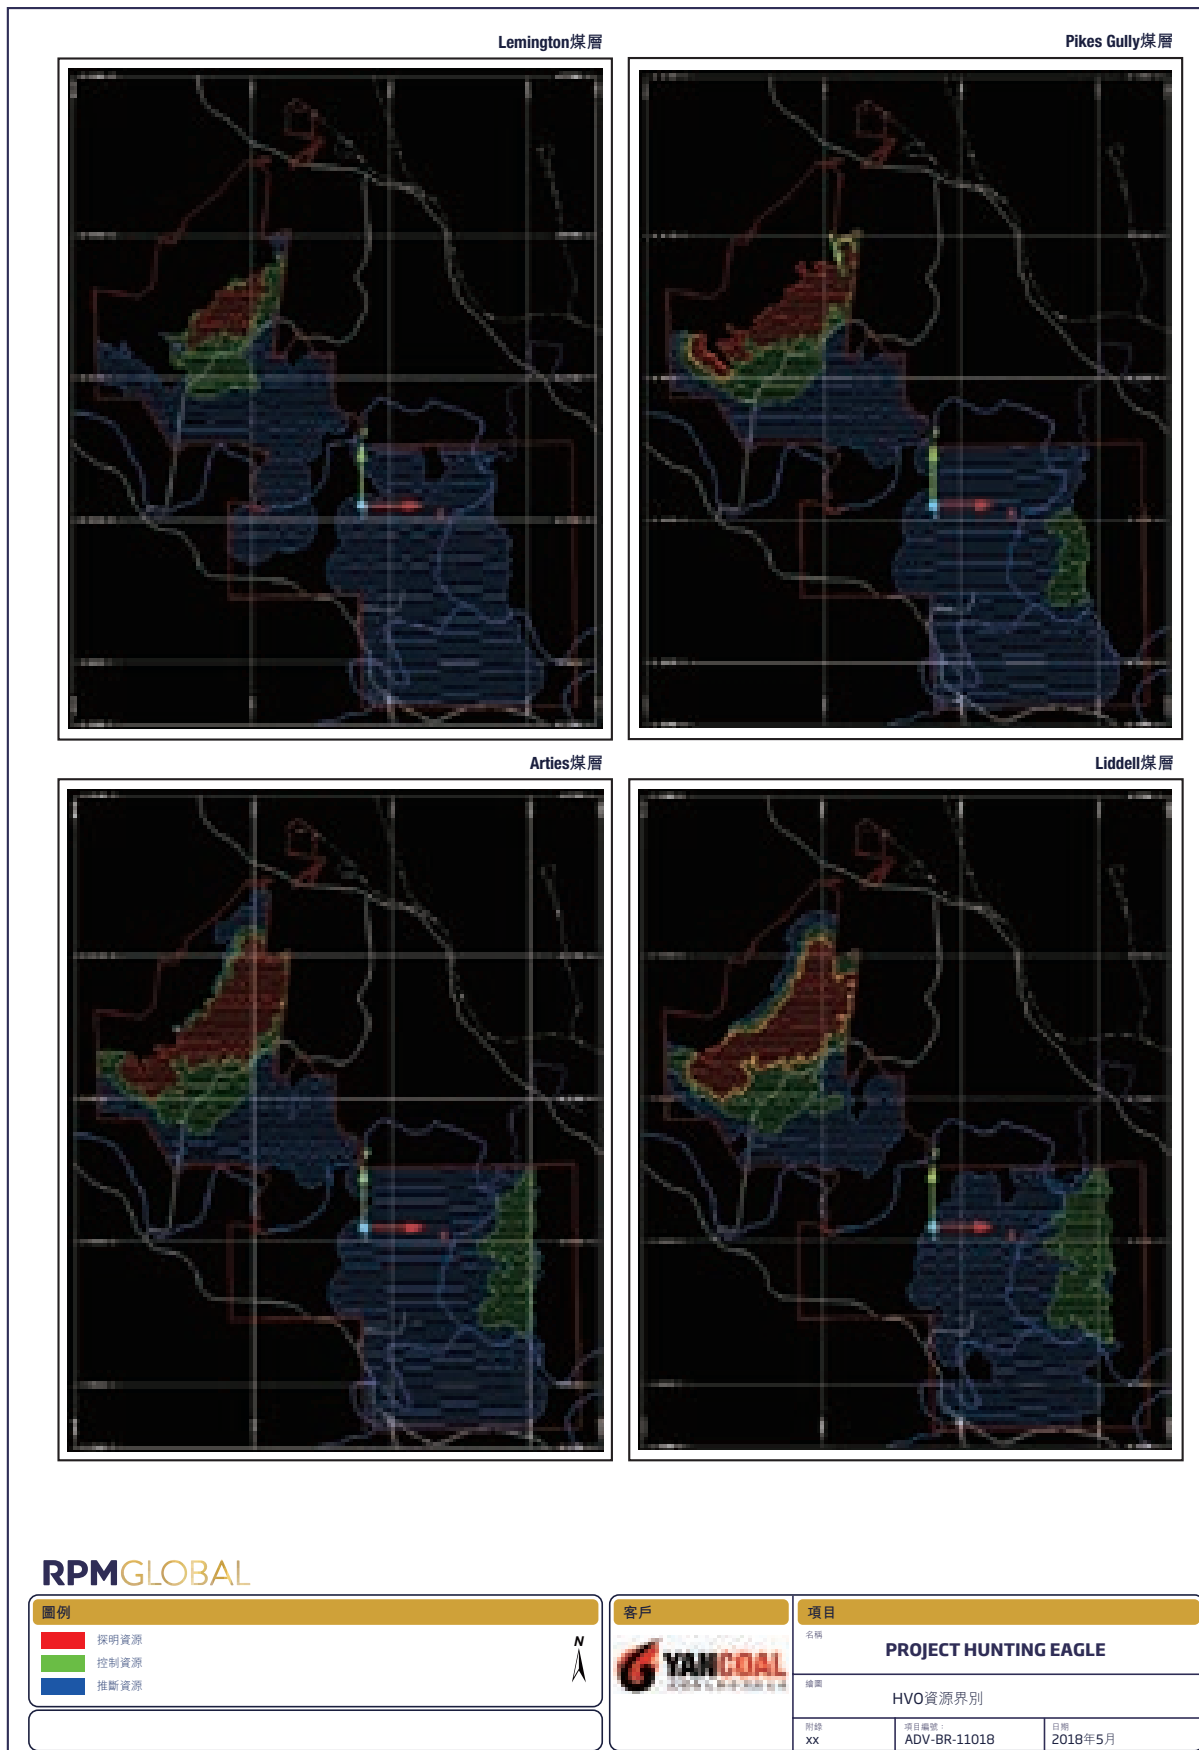 Lemington煤層
Pikes Gully煤層
Arties煤層
Liddell煤層
RPMGLOBAL
圖例
探明資源
控制資源
推斷資源
N
客戶
YANCOAL
項目
名稱
PROJECT HUNTING EAGLE
繪圖
HVO資源界別
附錄
xx
項目編號：
ADV-BR-11018
日期
2018年5月